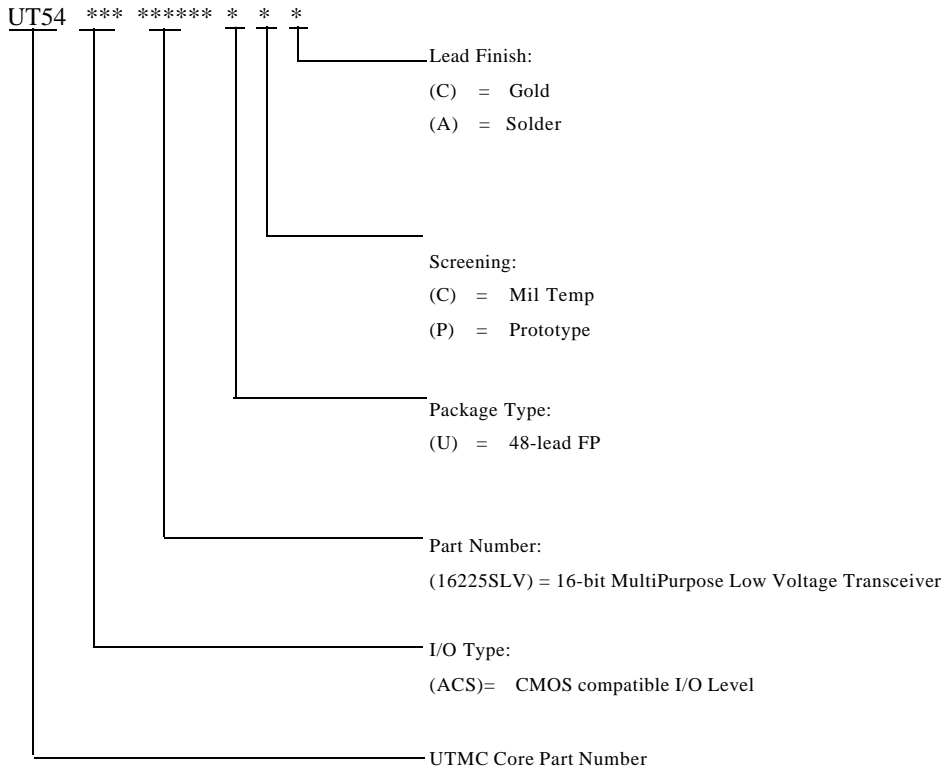 UT54 *** ****** * * *
Lead Finish:
(C) = Gold
(A) = Solder
Screening:
(C) = Mil Temp
(P) = Prototype
Package Type:
(U) = 48-lead FP
Part Number:
(16225SLV) = 16-bit MultiPurpose Low Voltage Transceiver
I/O Type:
(ACS)= CMOS compatible I/O Level
UTMC Core Part Number